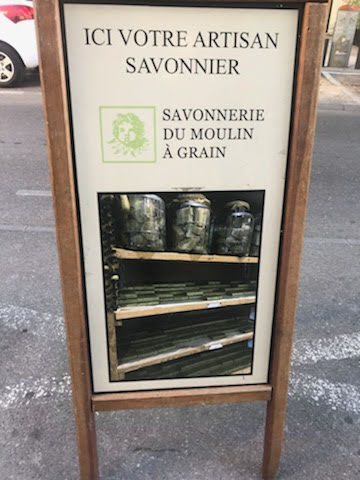 ICI VOTRE ARTISAN
SAVONNIER
SAVONNERIE
DU MOULIN
À GRAIN